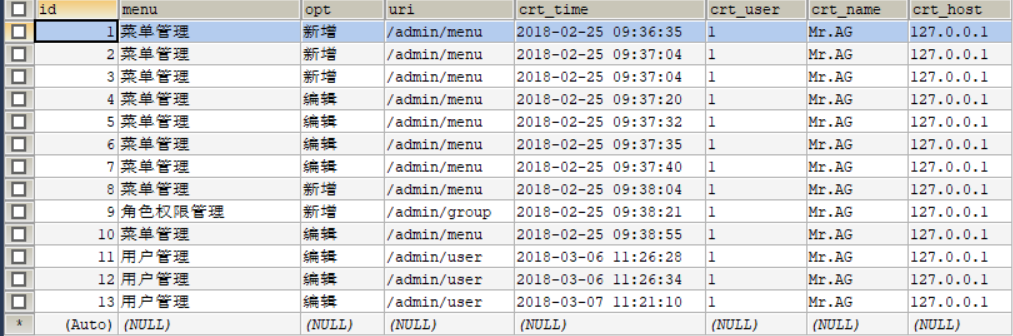 id menu opt uri crt_time crt_user crt_name crt_host
1 菜单管理 新增 /admin/menu 2018-02-25 09:36:35 1 Mr.AG 127.0.0.1
2 菜单管理 新增 /admin/menu 2018-02-25 09:37:04 1 Mr.AG 127.0.0.1
3 菜单管理 新增 /admin/menu 2018-02-25 09:37:04 1 Mr.AG 127.0.0.1
4 菜单管理 编辑 /admin/menu 2018-02-25 09:37:20 1 Mr.AG 127.0.0.1
5 菜单管理 编辑 /admin/menu 2018-02-25 09:37:32 1 Mr.AG 127.0.0.1
6 菜单管理 编辑 /admin/menu 2018-02-25 09:37:35 1 Mr.AG 127.0.0.1
7 菜单管理 编辑 /admin/menu 2018-02-25 09:37:40 1 Mr.AG 127.0.0.1
8 菜单管理 新增 /admin/menu 2018-02-25 09:38:04 1 Mr.AG 127.0.0.1
9 角色权限管理 新增 /admin/group 2018-02-25 09:38:21 1 Mr.AG 127.0.0.1
10 菜单管理 编辑 /admin/menu 2018-02-25 09:38:55 1 Mr.AG 127.0.0.1
11 用户管理 编辑 /admin/user 2018-03-06 11:26:28 1 Mr.AG 127.0.0.1
12 用户管理 编辑 /admin/user 2018-03-06 11:26:34 1 Mr.AG 127.0.0.1
13 用户管理 编辑 /admin/user 2018-03-07 11:21:10 1 Mr.AG 127.0.0.1
* (Auto) (NULL) (NULL) (NULL) (NULL) (NULL) (NULL) (NULL)